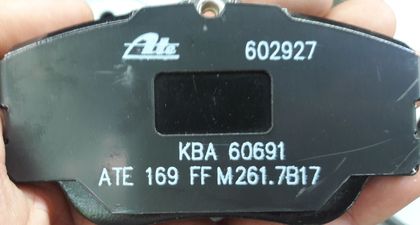 Ate 602927
KBA 60691
ATE 169 FF M261.7B17